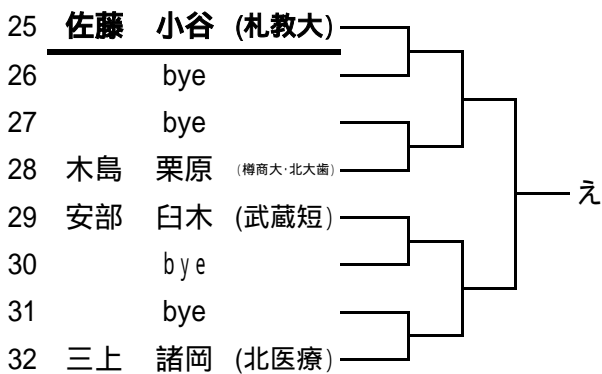 25 佐藤 小谷 (札教大)
26 bye
27 bye
28 木島 栗原 (樽商大・北大歯)
29 安部 臼木 (武蔵短)
30 bye
31 bye
32 三上 諸岡 (北医療)
え